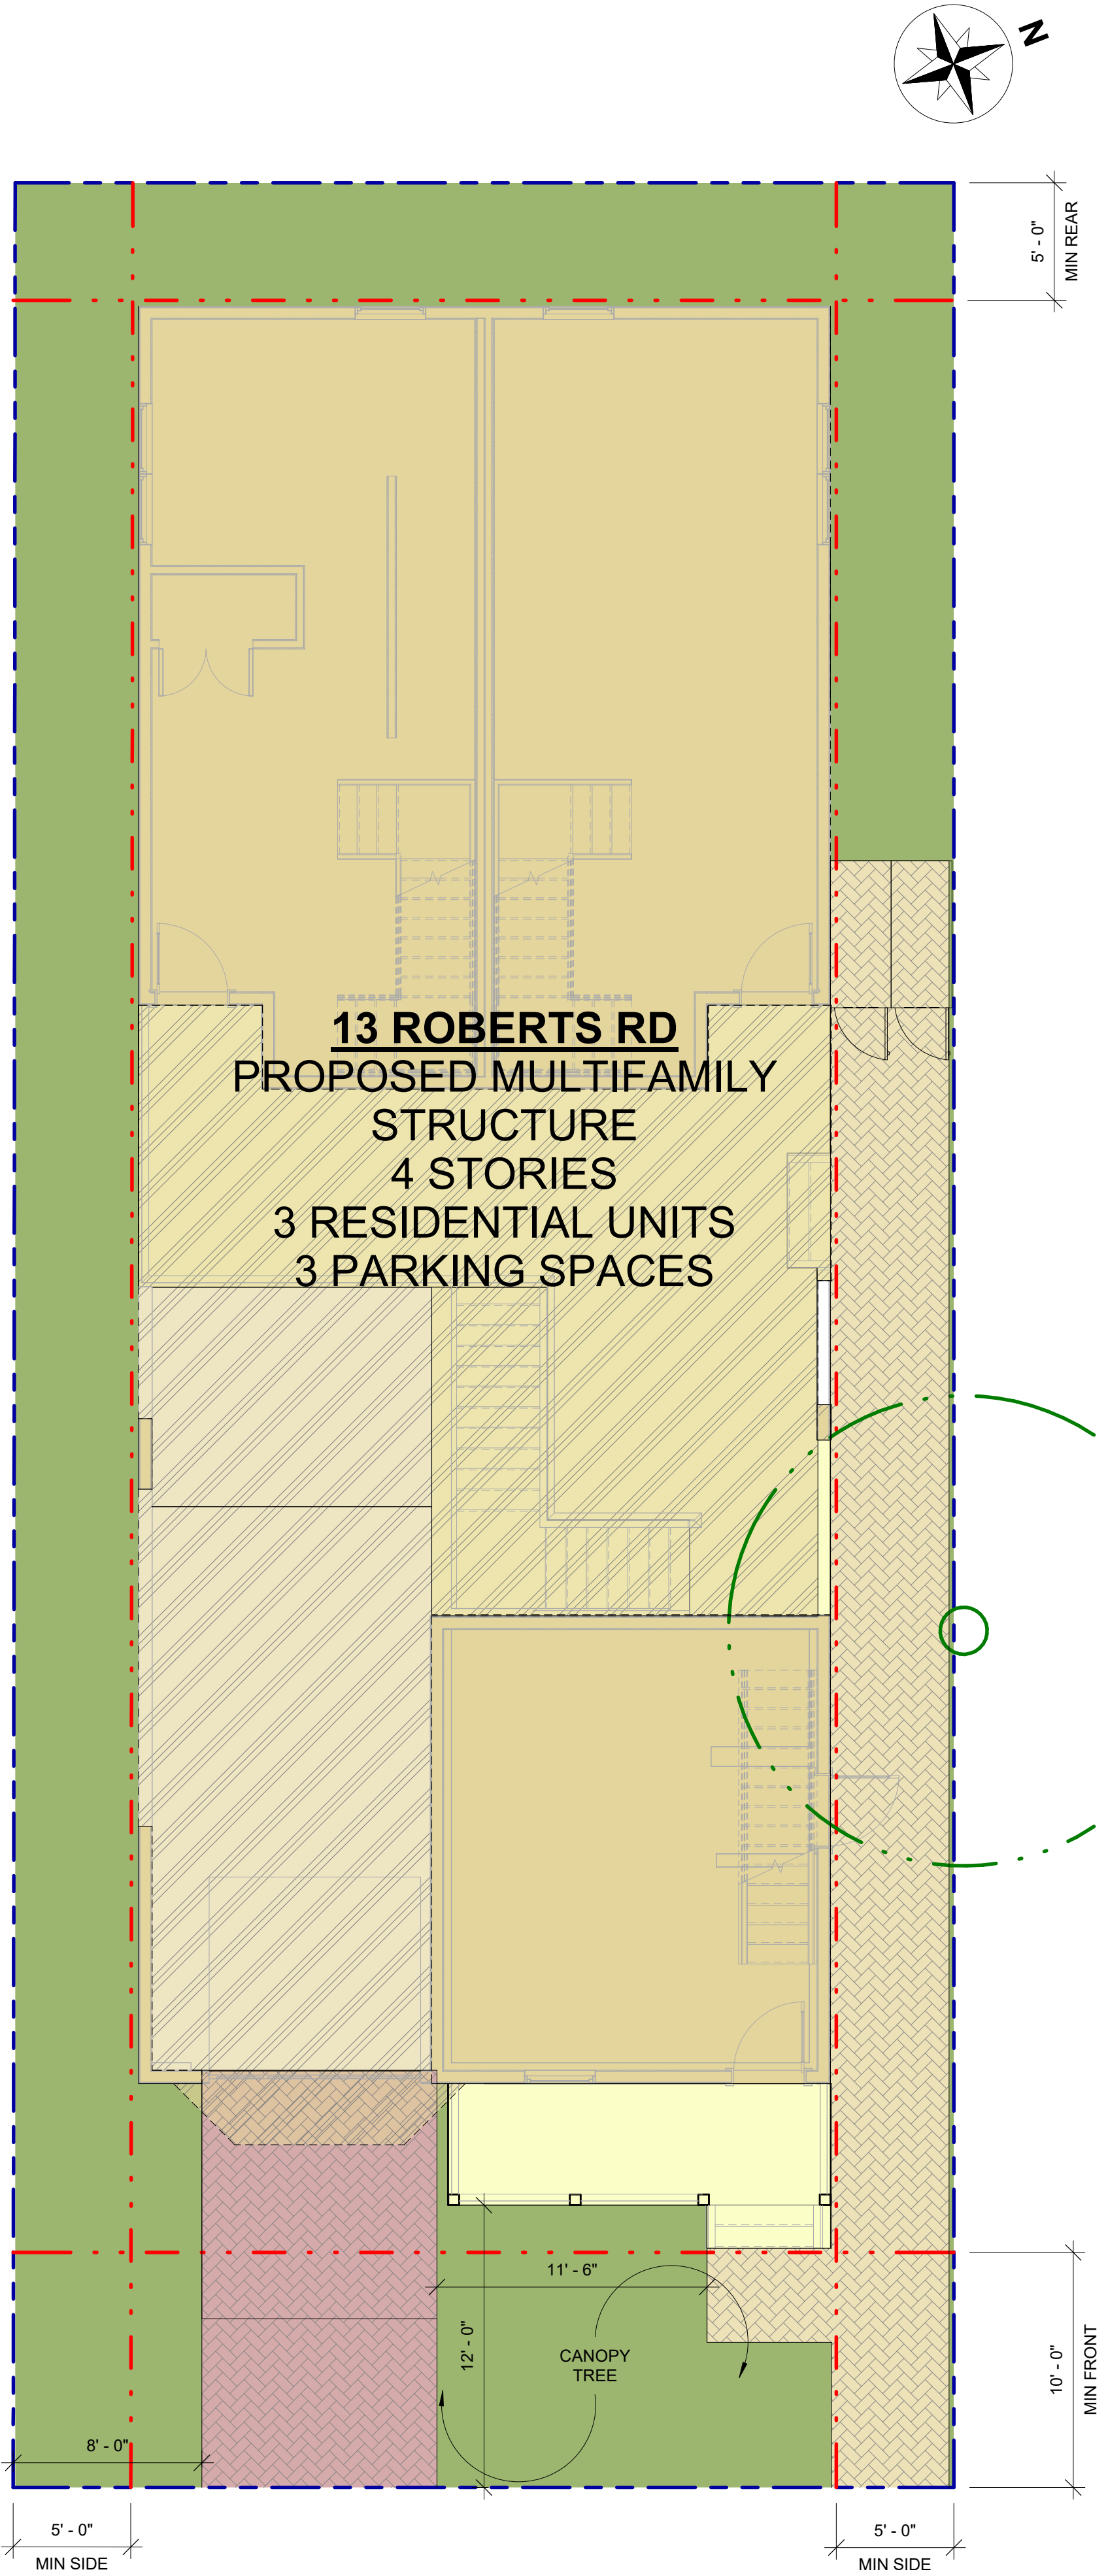 N
5' - 0"
MIN REAR
13 ROBERTS RD
PROPOSED MULTIFAMILY
STRUCTURE
4 STORIES
3 RESIDENTIAL UNITS
3 PARKING SPACES
11' - 6"
12' - 0"
CANOPY
TREE
10' - 0"
MIN FRONT
8' - 0"
5' - 0"
MIN SIDE
5' - 0"
MIN SIDE